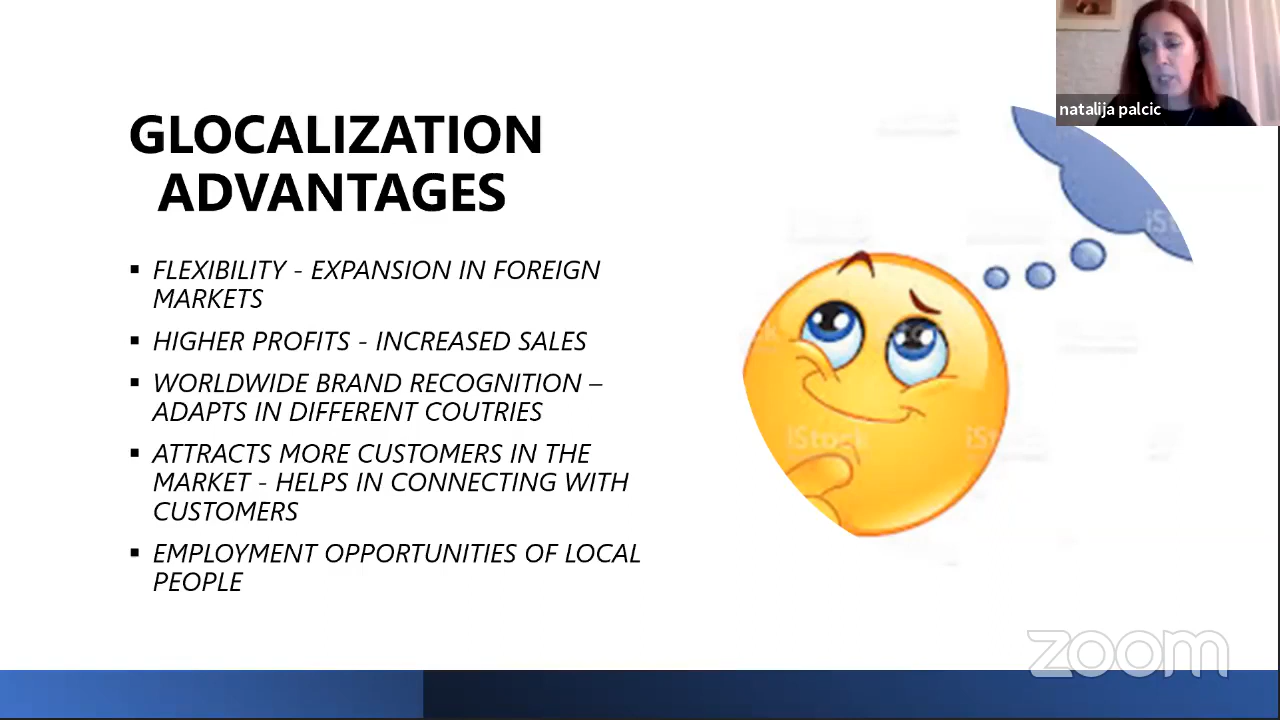 natalija palcic
GLOCALIZATION
ADVANTAGES
▪ FLEXIBILITY - EXPANSION IN FOREIGN
MARKETS
▪ HIGHER PROFITS - INCREASED SALES
▪ WORLDWIDE BRAND RECOGNITION –
ADAPTS IN DIFFERENT COUTRIES
▪ ATTRACTS MORE CUSTOMERS IN THE
MARKET - HELPS IN CONNECTING WITH
CUSTOMERS
▪ EMPLOYMENT OPPORTUNITIES OF LOCAL
PEOPLE
iStock
zoom